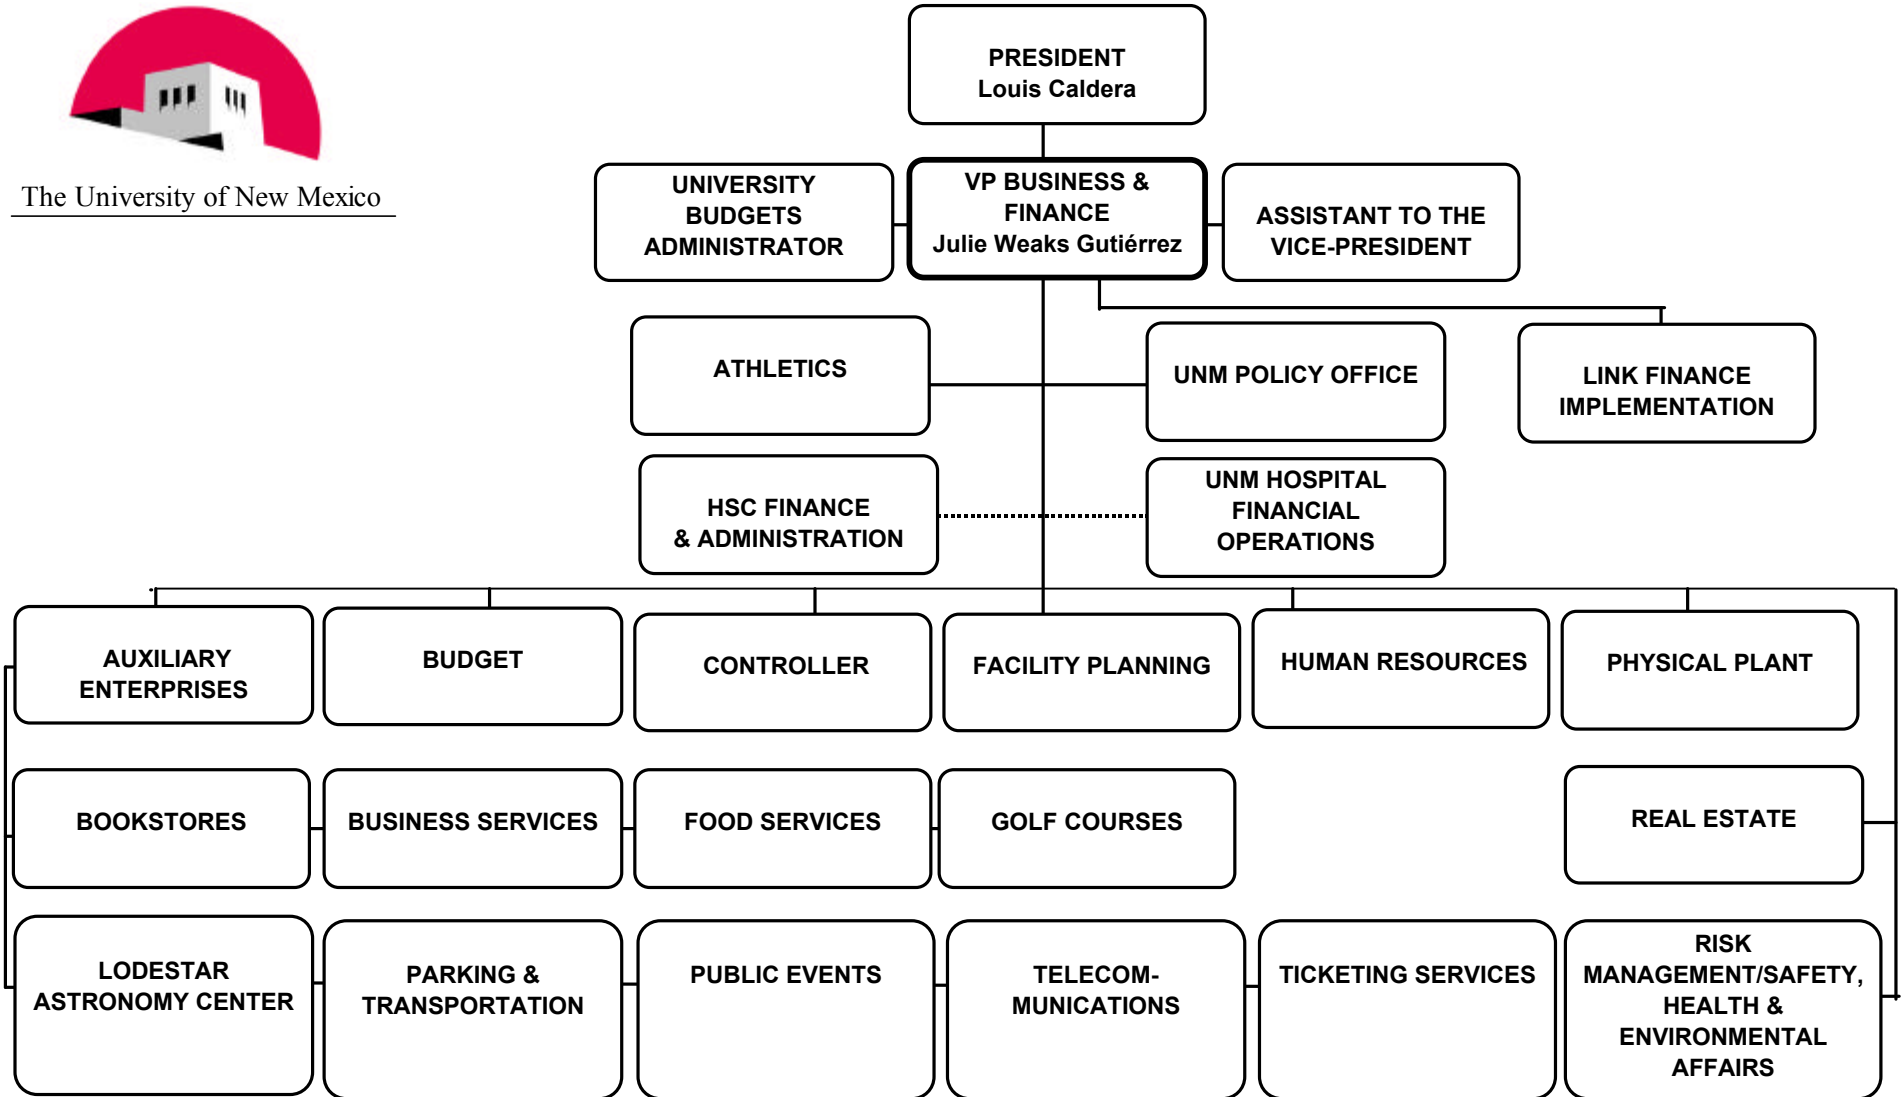 The University of New Mexico
PRESIDENT
Louis Caldera
UNIVERSITY
BUDGETS
ADMINISTRATOR
VP BUSINESS &
FINANCE
Julie Weaks Gutiérrez
ASSISTANT TO THE
VICE-PRESIDENT
ATHLETICS
UNM POLICY OFFICE
LINK FINANCE
IMPLEMENTATION
HSC FINANCE
& ADMINISTRATION
UNM HOSPITAL
FINANCIAL
OPERATIONS
AUXILIARY
ENTERPRISES
BUDGET
CONTROLLER
FACILITY PLANNING
HUMAN RESOURCES
PHYSICAL PLANT
BOOKSTORES
BUSINESS SERVICES
FOOD SERVICES
GOLF COURSES
REAL ESTATE
LODESTAR
ASTRONOMY CENTER
PARKING &
TRANSPORTATION
PUBLIC EVENTS
TELECOM-
MUNICATIONS
TICKETING SERVICES
RISK
MANAGEMENT/SAFETY,
HEALTH &
ENVIRONMENTAL
AFFAIRS